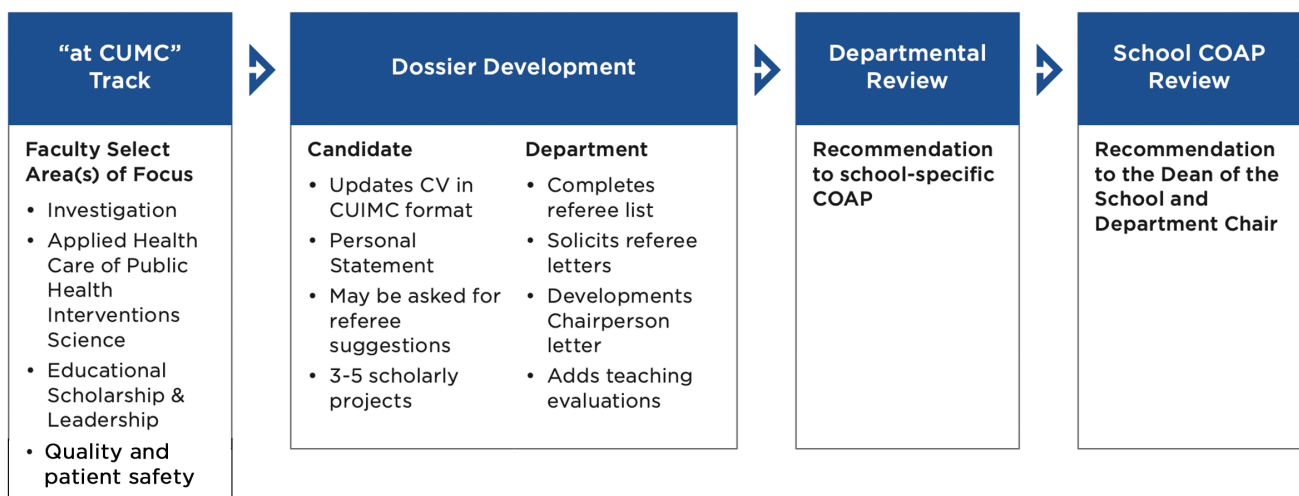 “at CUMC”
Track
Faculty Select
Area(s) of Focus
• Investigation
• Applied Health
Care of Public
Health
Interventions
Science
• Educational
Scholarship &
Leadership
• Quality and
patient safety
Dossier Development
Candidate
• Updates CV in
CUIMC format
• Personal
Statement
• May be asked for
referee
suggestions
• 3-5 scholarly
projects
Department
• Completes
referee list
• Solicits referee
letters
• Developments
Chairperson
letter
• Adds teaching
evaluations
Departmental
Review
Recommendation
to school-specific
COAP
School COAP
Review
Recommendation
to the Dean of the
School and
Department Chair